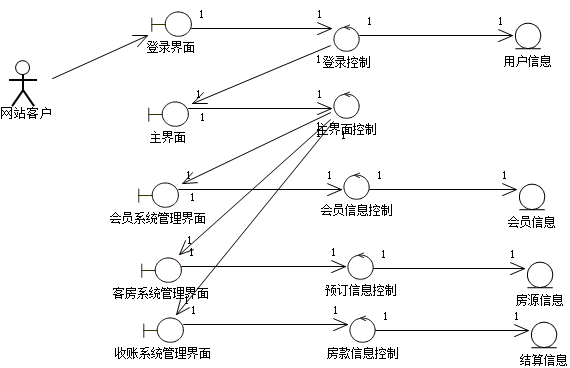 1 1 1 1
登录界面 登录控制 用户信息
网站客户
1
1 1 1
主界面 主界面控制
1 1
1 1 1 1 1
会员系统管理界面 会员信息控制 会员信息
1 1 1 1 1
客房系统管理界面 预订信息控制 房源信息
1 1 1 1 1
收账系统管理界面 房款信息控制 结算信息